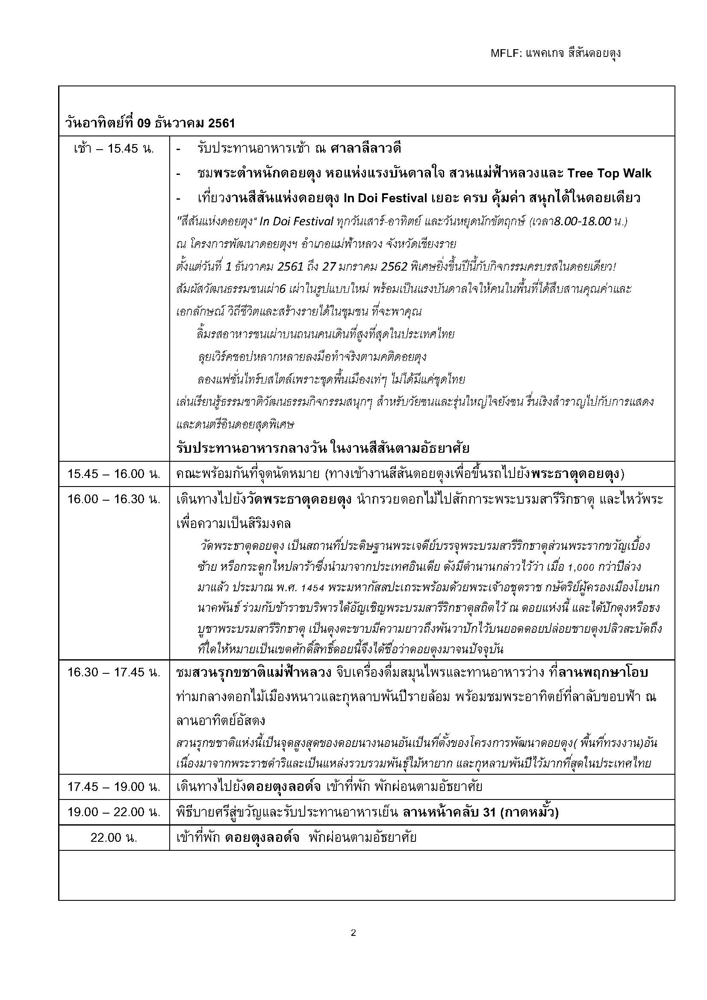 MFLF: แพคเกจ สีสันดอยตุง
วันอาทิตย์ที่ 09 ธันวาคม 2561
เช้า – 15.45 น.
- รับประทานอาหารเช้า ณ ศาลาลีลาวดี
- ชมพระตำหนักดอยตุง หอแห่งแรงบันดาลใจ สวนแม่ฟ้าหลวงและ Tree Top Walk
- เที่ยวงานสีสันแห่งดอยตุง In Doi Festival เยอะ ครบ คุ้มค่า สนุกได้ในดอยเดียว
"สีสันแห่งดอยตุง" In Doi Festival ทุกวันเสาร์-อาทิตย์ และวันหยุดนักขัตฤกษ์ (เวลา8.00-18.00 น.)
ณ โครงการพัฒนาดอยตุงฯ อำเภอแม่ฟ้าหลวง จังหวัดเชียงราย
ตั้งแต่วันที่ 1 ธันวาคม 2561 ถึง 27 มกราคม 2562 พิเศษยิ่งขึ้นปีนี้กับกิจกรรมครบรสในดอยเดียว!
สัมผัสวัฒนธรรมชนเผ่า6 เผ่าในรูปแบบใหม่ พร้อมเป็นแรงบันดาลใจให้คนในพื้นที่ได้สืบสานคุณค่าและ
เอกลักษณ์ วิถีชีวิตและสร้างรายได้ในชุมชน ที่จะพาคุณ
ลิ้มรสอาหารชนเผ่าบนถนนคนเดินที่สูงที่สุดในประเทศไทย
ลุยเวิร์คชอปหลากหลายลงมือทำจริงตามคติดอยตุง
ลองแฟชั่นไทร์บสไตล์เพราะชุดพื้นเมืองเท่ๆ ไม่ได้มีแค่ชุดไทย
เล่นเรียนรู้ธรรมชาติวัฒนธรรมกิจกรรมสนุกๆ สำหรับวัยซนและรุ่นใหญ่ใจยังซน รื่นเริงสำราญไปกับการแสดง
และดนตรีอินดอยสุดพิเศษ
รับประทานอาหารกลางวัน ในงานสีสันตามอัธยาศัย
15.45 – 16.00 น.
คณะพร้อมกันที่จุดนัดหมาย (ทางเข้างานสีสันดอยตุงเพื่อขึ้นรถไปยังพระธาตุดอยตุง)
16.00 – 16.30 น.
เดินทางไปยังวัดพระธาตุดอยตุง นำกรวยดอกไม้ไปสักการะพระบรมสารีริกธาตุ และไหว้พระ
เพื่อความเป็นสิริมงคล
วัดพระธาตุดอยตุง เป็นสถานที่ประดิษฐานพระเจดีย์บรรจุพระบรมสารีริกธาตุส่วนพระรากขวัญเบื้อง
ซ้าย หรือกระดูกไหปลาร้าซึ่งนำมาจากประเทศอินเดีย ดังมีตำนานกล่าวไว้ว่า เมื่อ 1,000 กว่าปีล่วง
มาแล้ว ประมาณ พ.ศ. 1454 พระมหากัสสปะเถระพร้อมด้วยพระเจ้าอชุตราช กษัตริย์ผู้ครองเมืองโยนก
นาคพันธ์ ร่วมกับข้าราชบริพารได้อัญเชิญพระบรมสารีริกธาตุสถิตไว้ ณ ดอยแห่งนี้ และได้ปักตุงหรือธง
บูชาพระบรมสารีริกธาตุ เป็นตุงตะขาบมีความยาวถึงพันวาปักไว้บนยอดดอยปล่อยชายตุงปลิวสะบัดถึง
ที่ใดให้หมายเป็นเขตศักดิ์สิทธิ์ดอยนี้จึงได้ชื่อว่าดอยตุงมาจนปัจจุบัน
16.30 – 17.45 น.
ชมสวนรุกขชาติแม่ฟ้าหลวง จิบเครื่องดื่มสมุนไพรและทานอาหารว่าง ที่ลานพฤกษาโอบ
ท่ามกลางดอกไม้เมืองหนาวและกุหลาบพันปีรายล้อม พร้อมชมพระอาทิตย์ที่ลาลับขอบฟ้า ณ
ลานอาทิตย์อัสดง
สวนรุกขชาติแห่งนี้เป็นจุดสูงสุดของดอยนางนอนอันเป็นที่ตั้งของโครงการพัฒนาดอยตุง( พื้นที่ทรงงาน)อัน
เนื่องมาจากพระราชดำริและเป็นแหล่งรวบรวมพันธุ์ไม้หายาก และกุหลาบพันปีไว้มากที่สุดในประเทศไทย
17.45 – 19.00 น.
เดินทางไปยังดอยตุงลอด์จ เข้าที่พัก พักผ่อนตามอัธยาศัย
19.00 – 22.00 น.
พิธีบายศรีสู่ขวัญและรับประทานอาหารเย็น ลานหน้าคลับ 31 (กาดหมั้ว)
22.00 น.
เข้าที่พัก ดอยตุงลอด์จ พักผ่อนตามอัธยาศัย
2